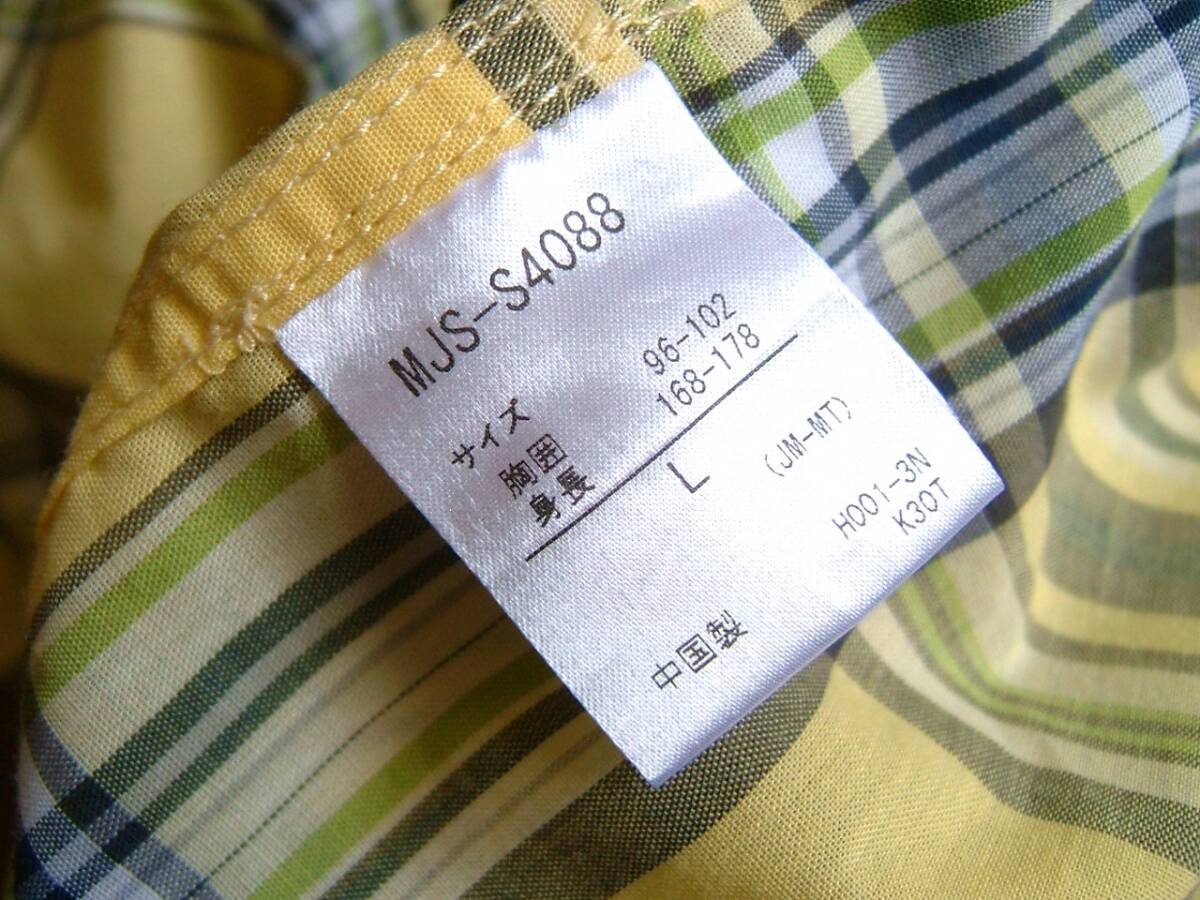 MJS-S4088
サイズ
胸囲 96-102
身長 168-178
L
(JM-MT)
H001-3N
K30T
中国製